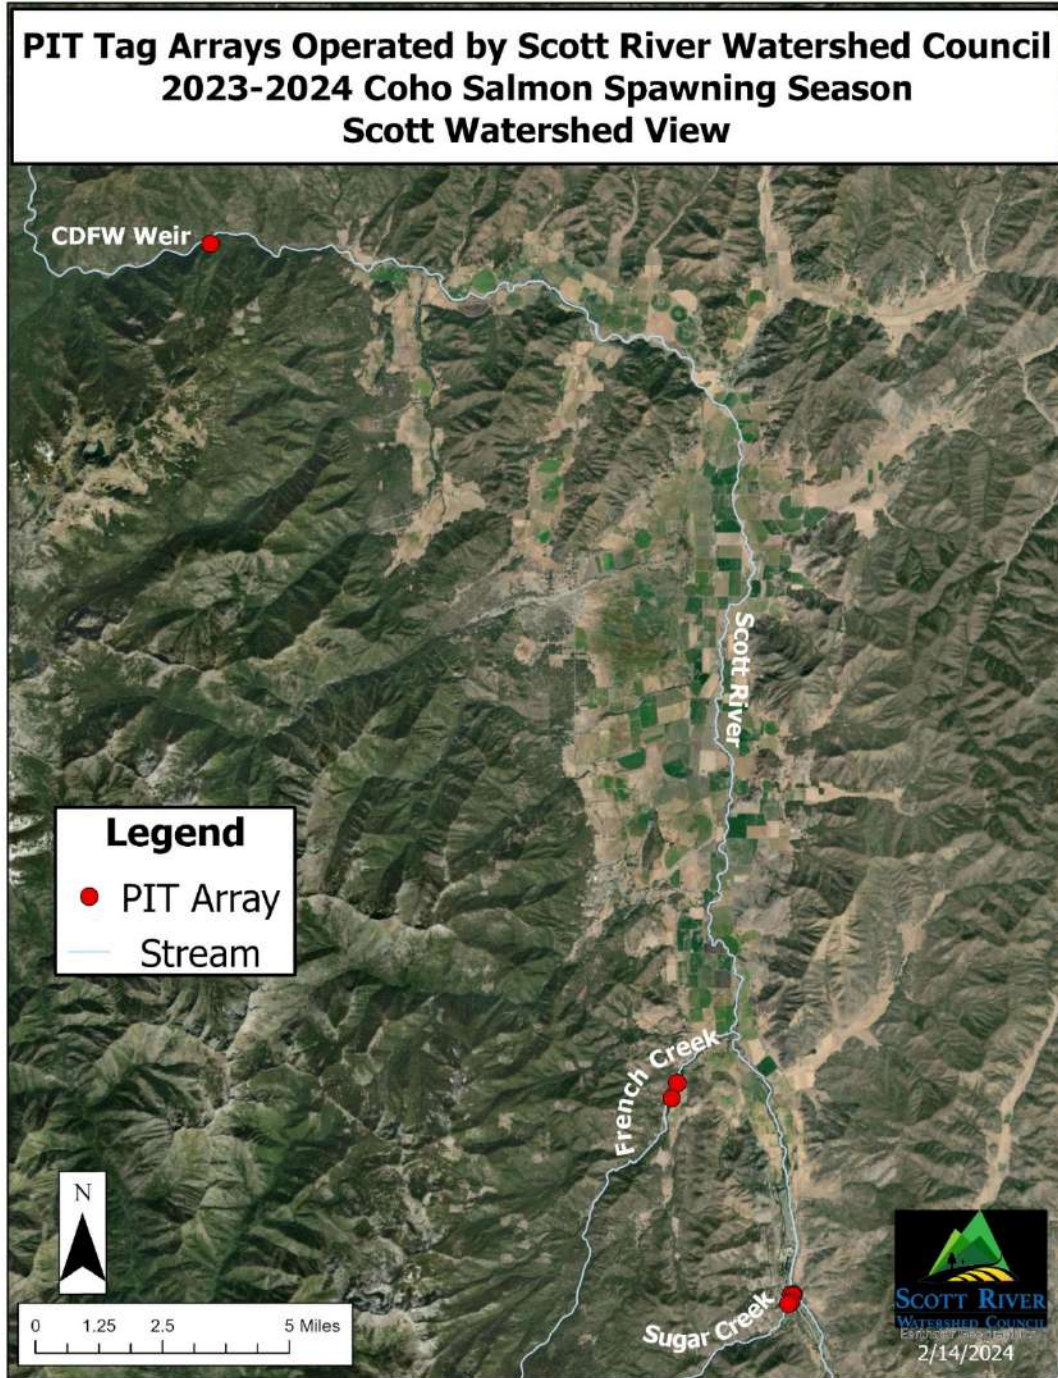 PIT Tag Arrays Operated by Scott River Watershed Council
2023-2024 Coho Salmon Spawning Season
Scott Watershed View
CDFW Weir
Scott River
Legend
PIT Array
Stream
French Creek
N
Sugar Creek
0 1.25 2.5 5 Miles
SCOTT RIVER
WATERSHED COUNCIL
2/14/2024